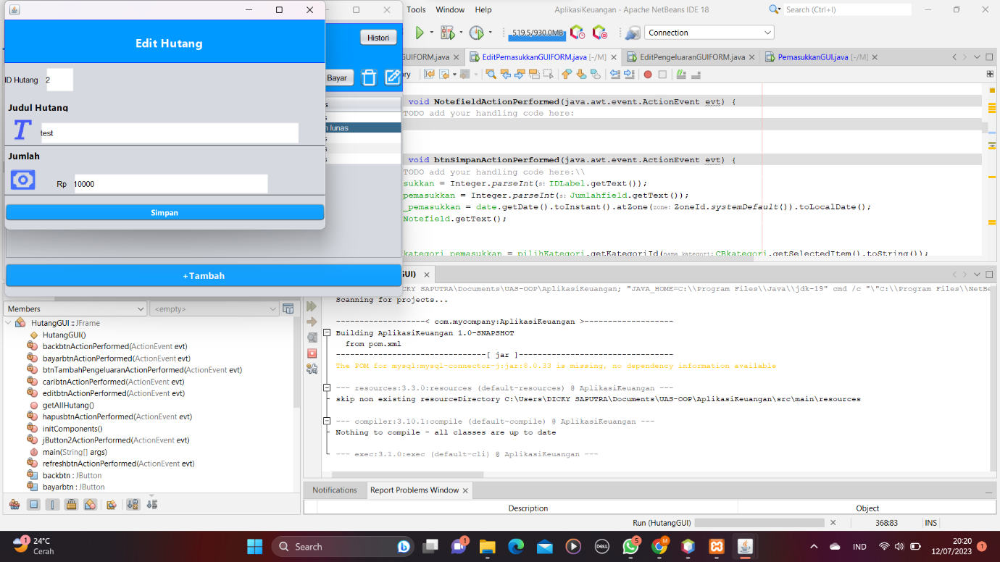 Tools Window Help
AplikasiKeuangan - Apache NetBeans IDE 18
Search (Ctrl+I)
Edit Hutang
Histori
519.5/930.0MB
Connection
GUIFORM.java
EditPemasukkanGUIFORM.java [-/M]
EditPengeluaranGUIFORM.java
PemasukkanGUI.java [-/M]
ID Hutang 2
Bayar
Judul Hutang
T test
lunas
Jumlah
Rp 10000
Simpan
+Tambah
void NotefieldActionPerformed(java.awt.event.ActionEvent evt) {
TODO add your handling code here:
void btnSimpanActionPerformed(java.awt.event.ActionEvent evt) {
TODO add your handling code here:\\
sukkan = Integer.parseInt(s: IDLabel.getText());
pemasukkan = Integer.parseInt(s: Jumlahfield.getText());
_pemasukkan = date.getDate().toInstant().atZone(zone: ZoneId.systemDefault()).toLocalDate();
Notefield.getText();
kategori pemasukkan = pilihKategori.getKategoriId(nama kategori: CBkategori.getSelectedItem().toString());
GUI)
CKY SAPUTRA\Documents\UAS-OOP\AplikasiKeuangan; "JAVA_HOME=C:\\Program Files\\Java\\jdk-19" cmd /c "\"C:\\Program Files\\NetBe
Scanning for projects...
-------------------< com.mycompany:AplikasiKeuangan >-------------------
Building AplikasiKeuangan 1.0-SNAPSHOT
from pom.xml
--------------------------------[ jar ]---------------------------------
The POM for mysql:mysql-connector-j:jar:8.0.33 is missing, no dependency information available
--- resources:3.3.0:resources (default-resources) @ AplikasiKeuangan ---
skip non existing resourceDirectory C:\Users\DICKY SAPUTRA\Documents\UAS-OOP\AplikasiKeuangan\src\main\resources
--- compiler:3.10.1:compile (default-compile) @ AplikasiKeuangan ---
Nothing to compile - all classes are up to date
--- exec:3.1.0:exec (default-cli) @ AplikasiKeuangan ---
Members
<empty>
HutangGUI :: JFrame
HutangGUI()
backbtnActionPerformed(ActionEvent evt)
bayarbtnActionPerformed(ActionEvent evt)
btnTambahPengeluaranActionPerformed(ActionEvent evt)
caribtnActionPerformed(ActionEvent evt)
editbtnActionPerformed(ActionEvent evt)
getAllHutang()
hapusbtnActionPerformed(ActionEvent evt)
initComponents()
jButton2ActionPerformed(ActionEvent evt)
main(String[] args)
refreshbtnActionPerformed(ActionEvent evt)
backbtn : JButton
bayarbtn : JButton
Notifications
Report Problems Window
Description
Object
Run (HutangGUI)
368:83
INS
1
24°C
Cerah
Search
1
DELL
5
M
IND
20:20
12/07/2023
1